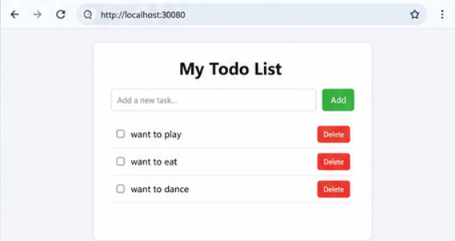 http://localhost:30080
My Todo List
Add a new task...
Add
want to play
Delete
want to eat
Delete
want to dance
Delete